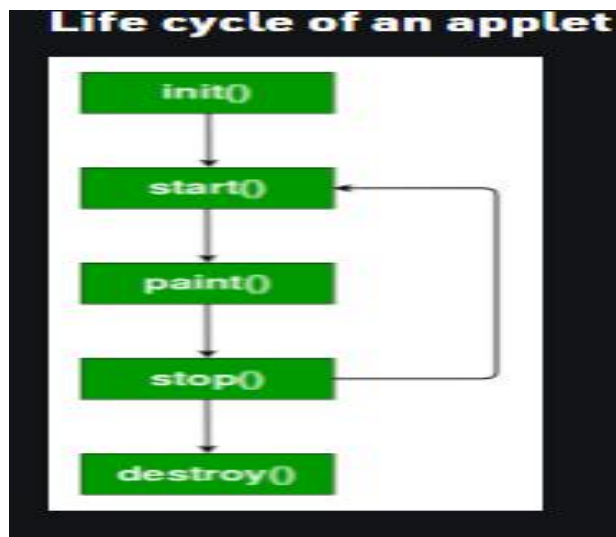 Life cycle of an applet
init()
start()
paint()
stop()
destroy()